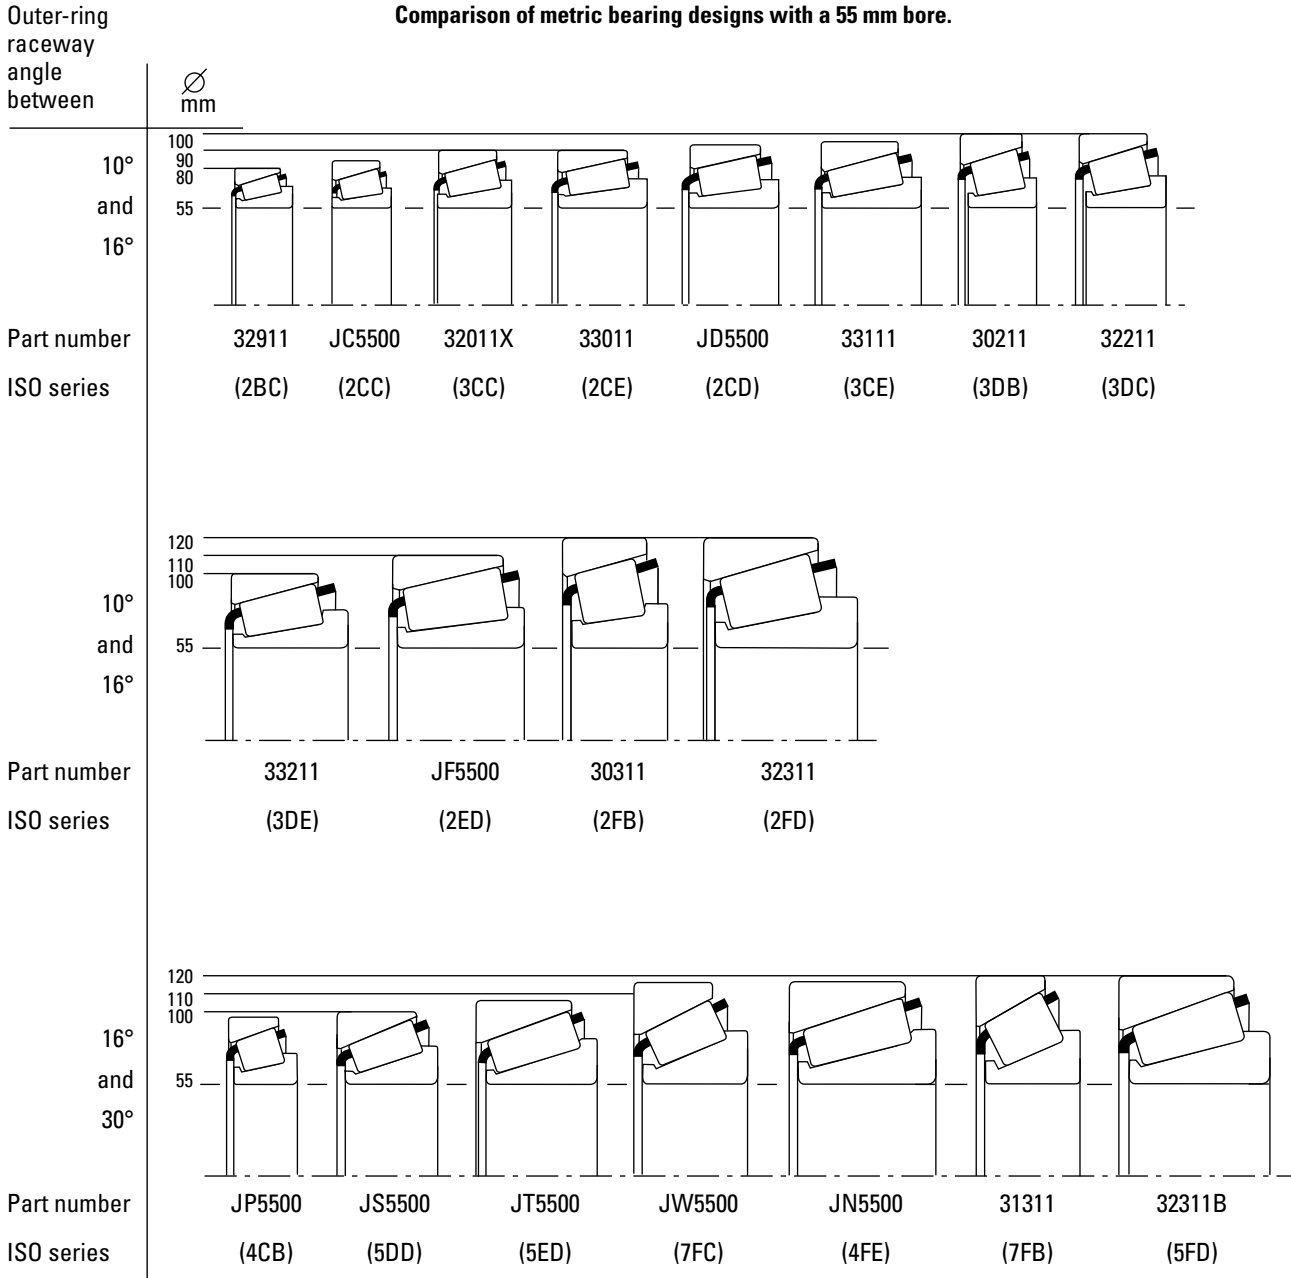 Outer-ring
raceway
angle
between
Comparison of metric bearing designs with a 55 mm bore.
Ø
mm
100
90
80
55
10°
and
16°
Part number 32911 JC5500 32011X 33011 JD5500 33111 30211 32211
ISO series (2BC) (2CC) (3CC) (2CE) (2CD) (3CE) (3DB) (3DC)
120
110
100
55
10°
and
16°
Part number 33211 JF5500 30311 32311
ISO series (3DE) (2ED) (2FB) (2FD)
120
110
100
55
16°
and
30°
Part number JP5500 JS5500 JT5500 JW5500 JN5500 31311 32311B
ISO series (4CB) (5DD) (5ED) (7FC) (4FE) (7FB) (5FD)